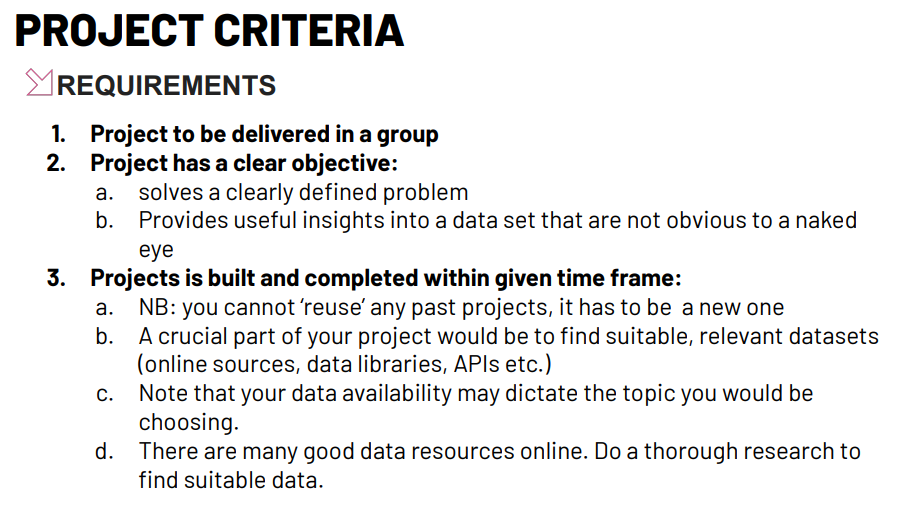 PROJECT CRITERIA
REQUIREMENTS
1. Project to be delivered in a group
2. Project has a clear objective:
a. solves a clearly defined problem
b. Provides useful insights into a data set that are not obvious to a naked
eye
3. Projects is built and completed within given time frame:
a. NB: you cannot ‘reuse’ any past projects, it has to be a new one
b. A crucial part of your project would be to find suitable, relevant datasets
(online sources, data libraries, APIs etc.)
c. Note that your data availability may dictate the topic you would be
choosing.
d. There are many good data resources online. Do a thorough research to
find suitable data.